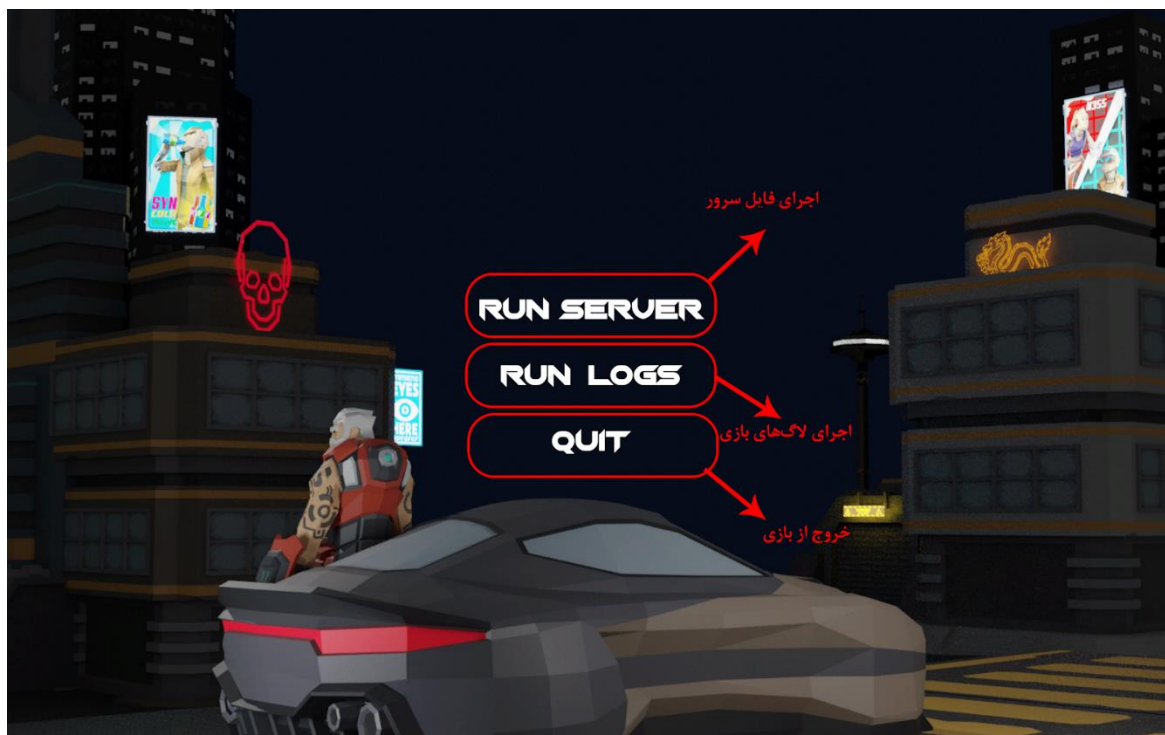 اجرای فایل سرور
RUN SERVER
RUN LOGS
اجرای لاگ‌های بازی
QUIT
خروج از بازی
SYN
EYES
HERE